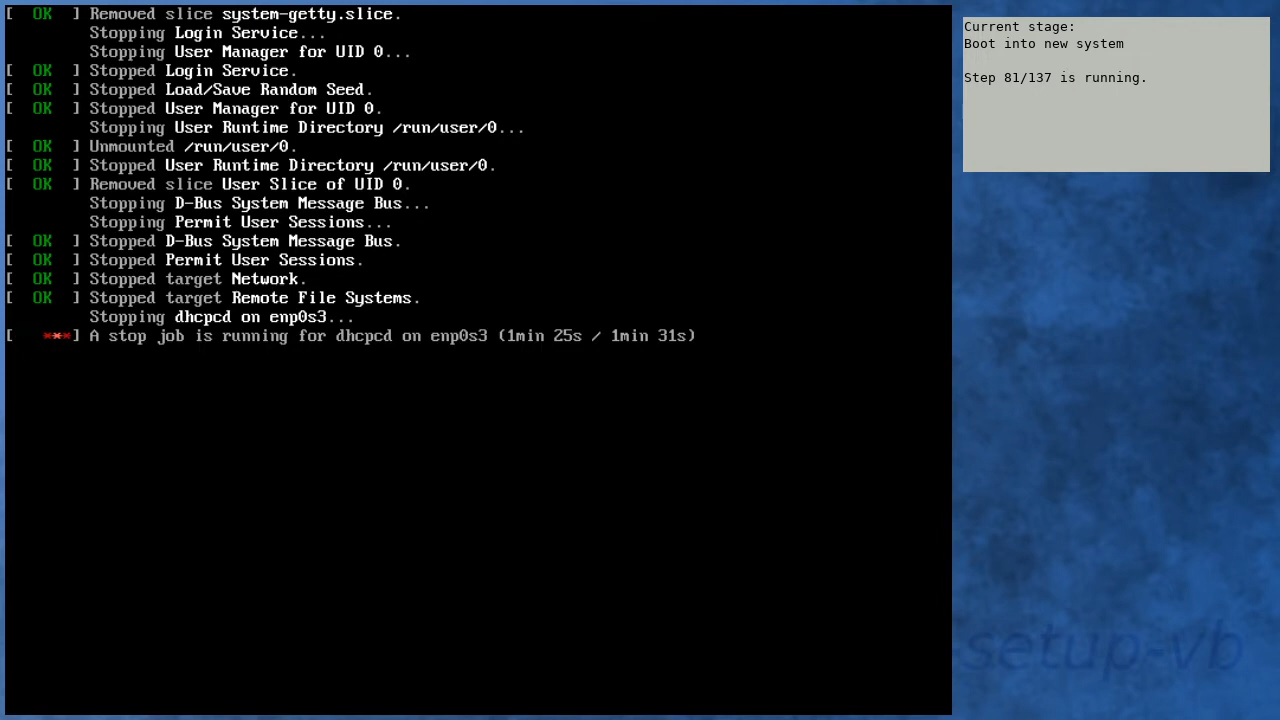 [  OK  ] Removed slice system-getty.slice.
         Stopping Login Service...
         Stopping User Manager for UID 0...
[  OK  ] Stopped Login Service.
[  OK  ] Stopped Load/Save Random Seed.
[  OK  ] Stopped User Manager for UID 0.
         Stopping User Runtime Directory /run/user/0...
[  OK  ] Unmounted /run/user/0.
[  OK  ] Stopped User Runtime Directory /run/user/0.
[  OK  ] Removed slice User Slice of UID 0.
         Stopping D-Bus System Message Bus...
         Stopping Permit User Sessions...
[  OK  ] Stopped D-Bus System Message Bus.
[  OK  ] Stopped Permit User Sessions.
[  OK  ] Stopped target Network.
[  OK  ] Stopped target Remote File Systems.
         Stopping dhcpcd on enp0s3...
[   ***] A stop job is running for dhcpcd on enp0s3 (1min 25s / 1min 31s)
Current stage:
Boot into new system
Step 81/137 is running.
setup-vb